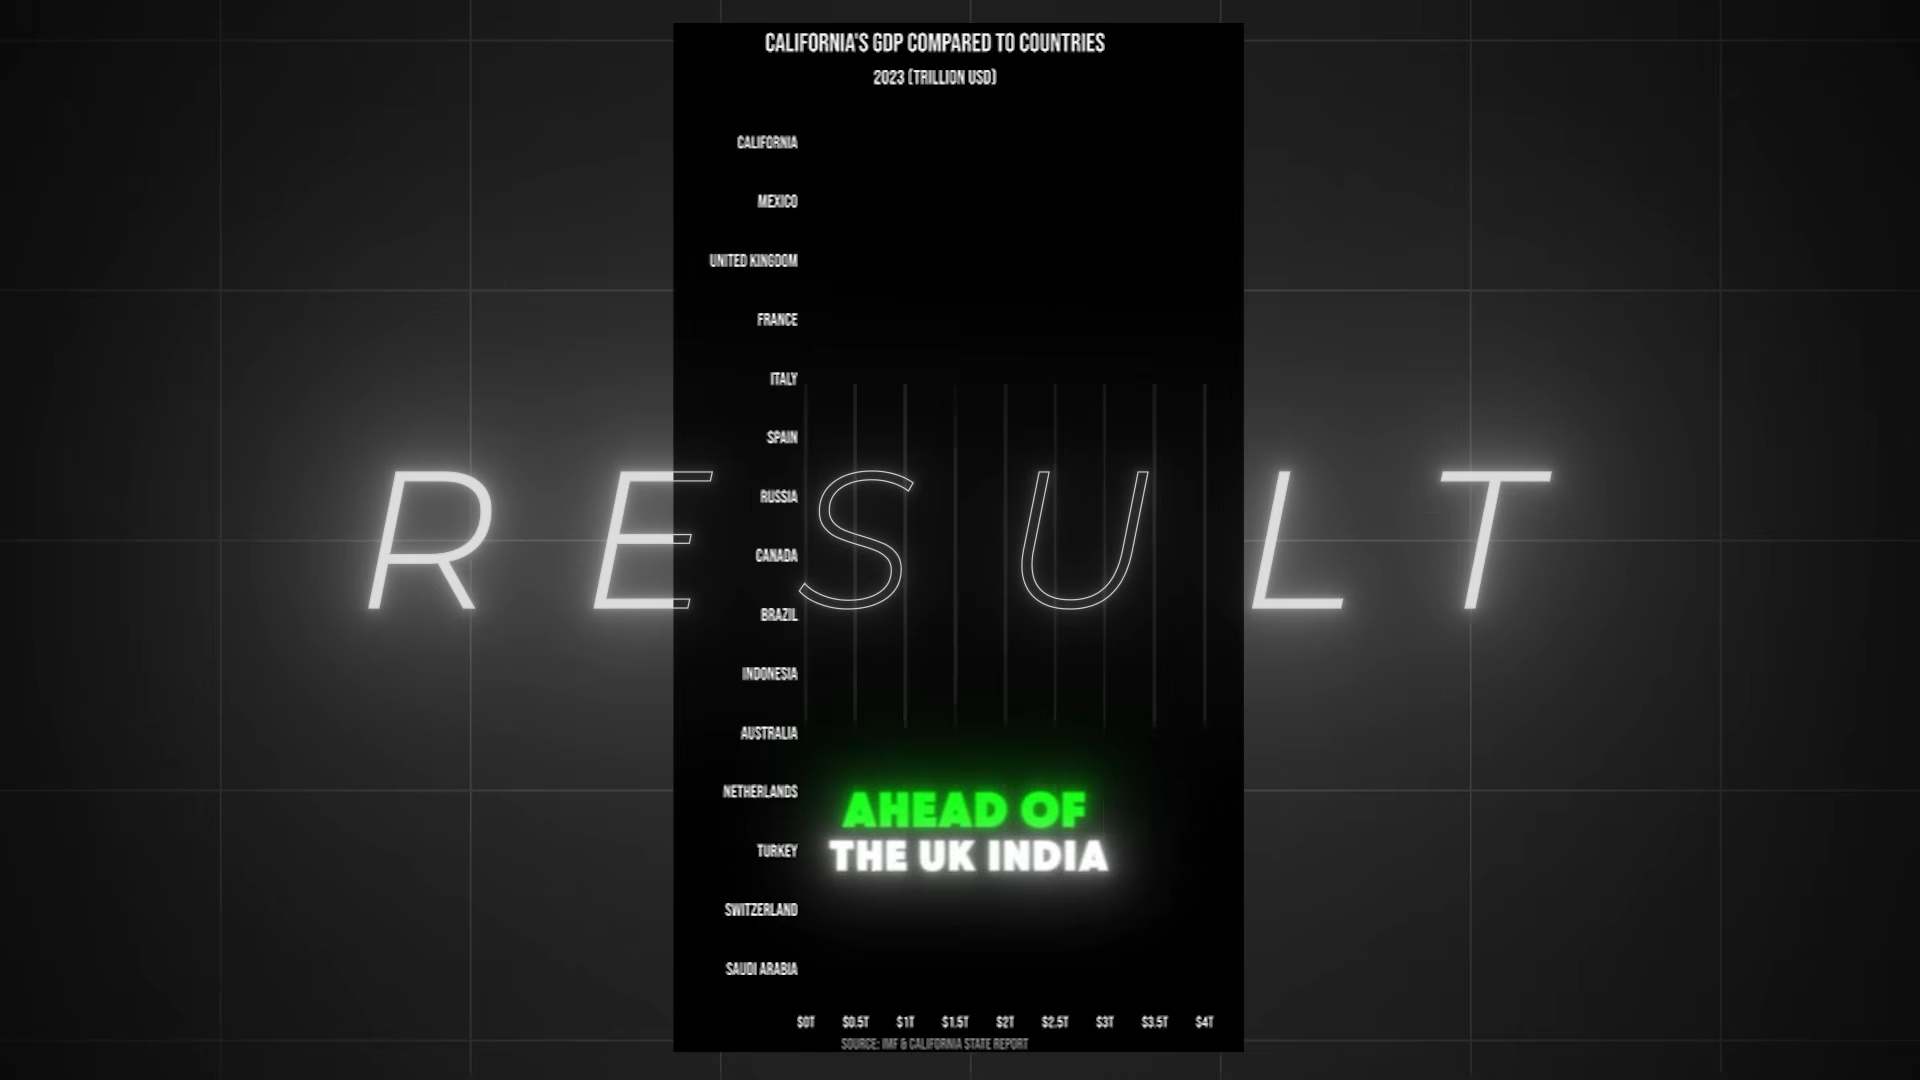 CALIFORNIA'S GDP COMPARED TO COUNTRIES
2023 (TRILLION USD)
CALIFORNIA
MEXICO
UNITED KINGDOM
FRANCE
ITALY
SPAIN
RUSSIA
RESULT
CANADA
BRAZIL
INDONESIA
AUSTRALIA
NETHERLANDS
AHEAD OF
THE UK INDIA
TURKEY
SWITZERLAND
SAUDI ARABIA
$0T $0.5T $1T $1.5T $2T $2.5T $3T $3.5T $4T
SOURCE: IMF & CALIFORNIA STATE REPORT